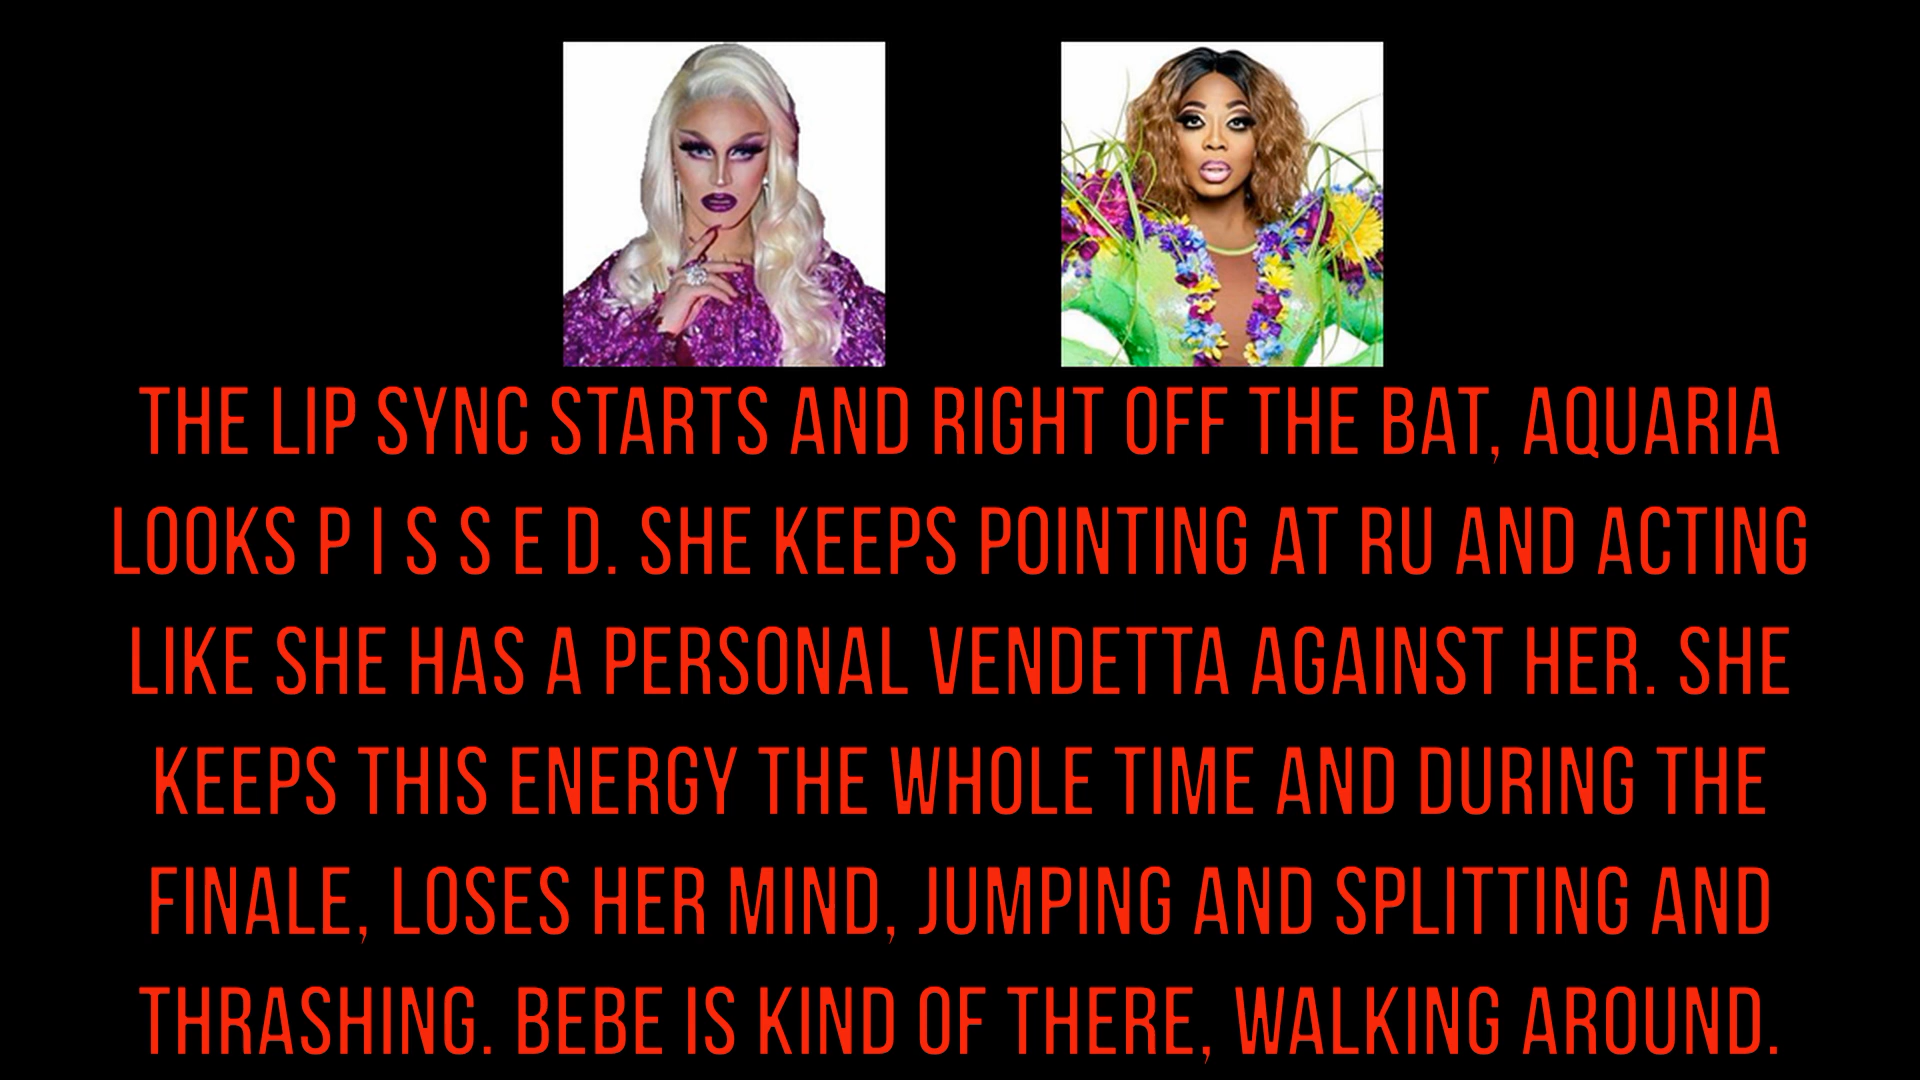 THE LIP SYNC STARTS AND RIGHT OFF THE BAT, AQUARIA
LOOKS P I S S E D. SHE KEEPS POINTING AT RU AND ACTING
LIKE SHE HAS A PERSONAL VENDETTA AGAINST HER. SHE
KEEPS THIS ENERGY THE WHOLE TIME AND DURING THE
FINALE, LOSES HER MIND, JUMPING AND SPLITTING AND
THRASHING. BEBE IS KIND OF THERE, WALKING AROUND.